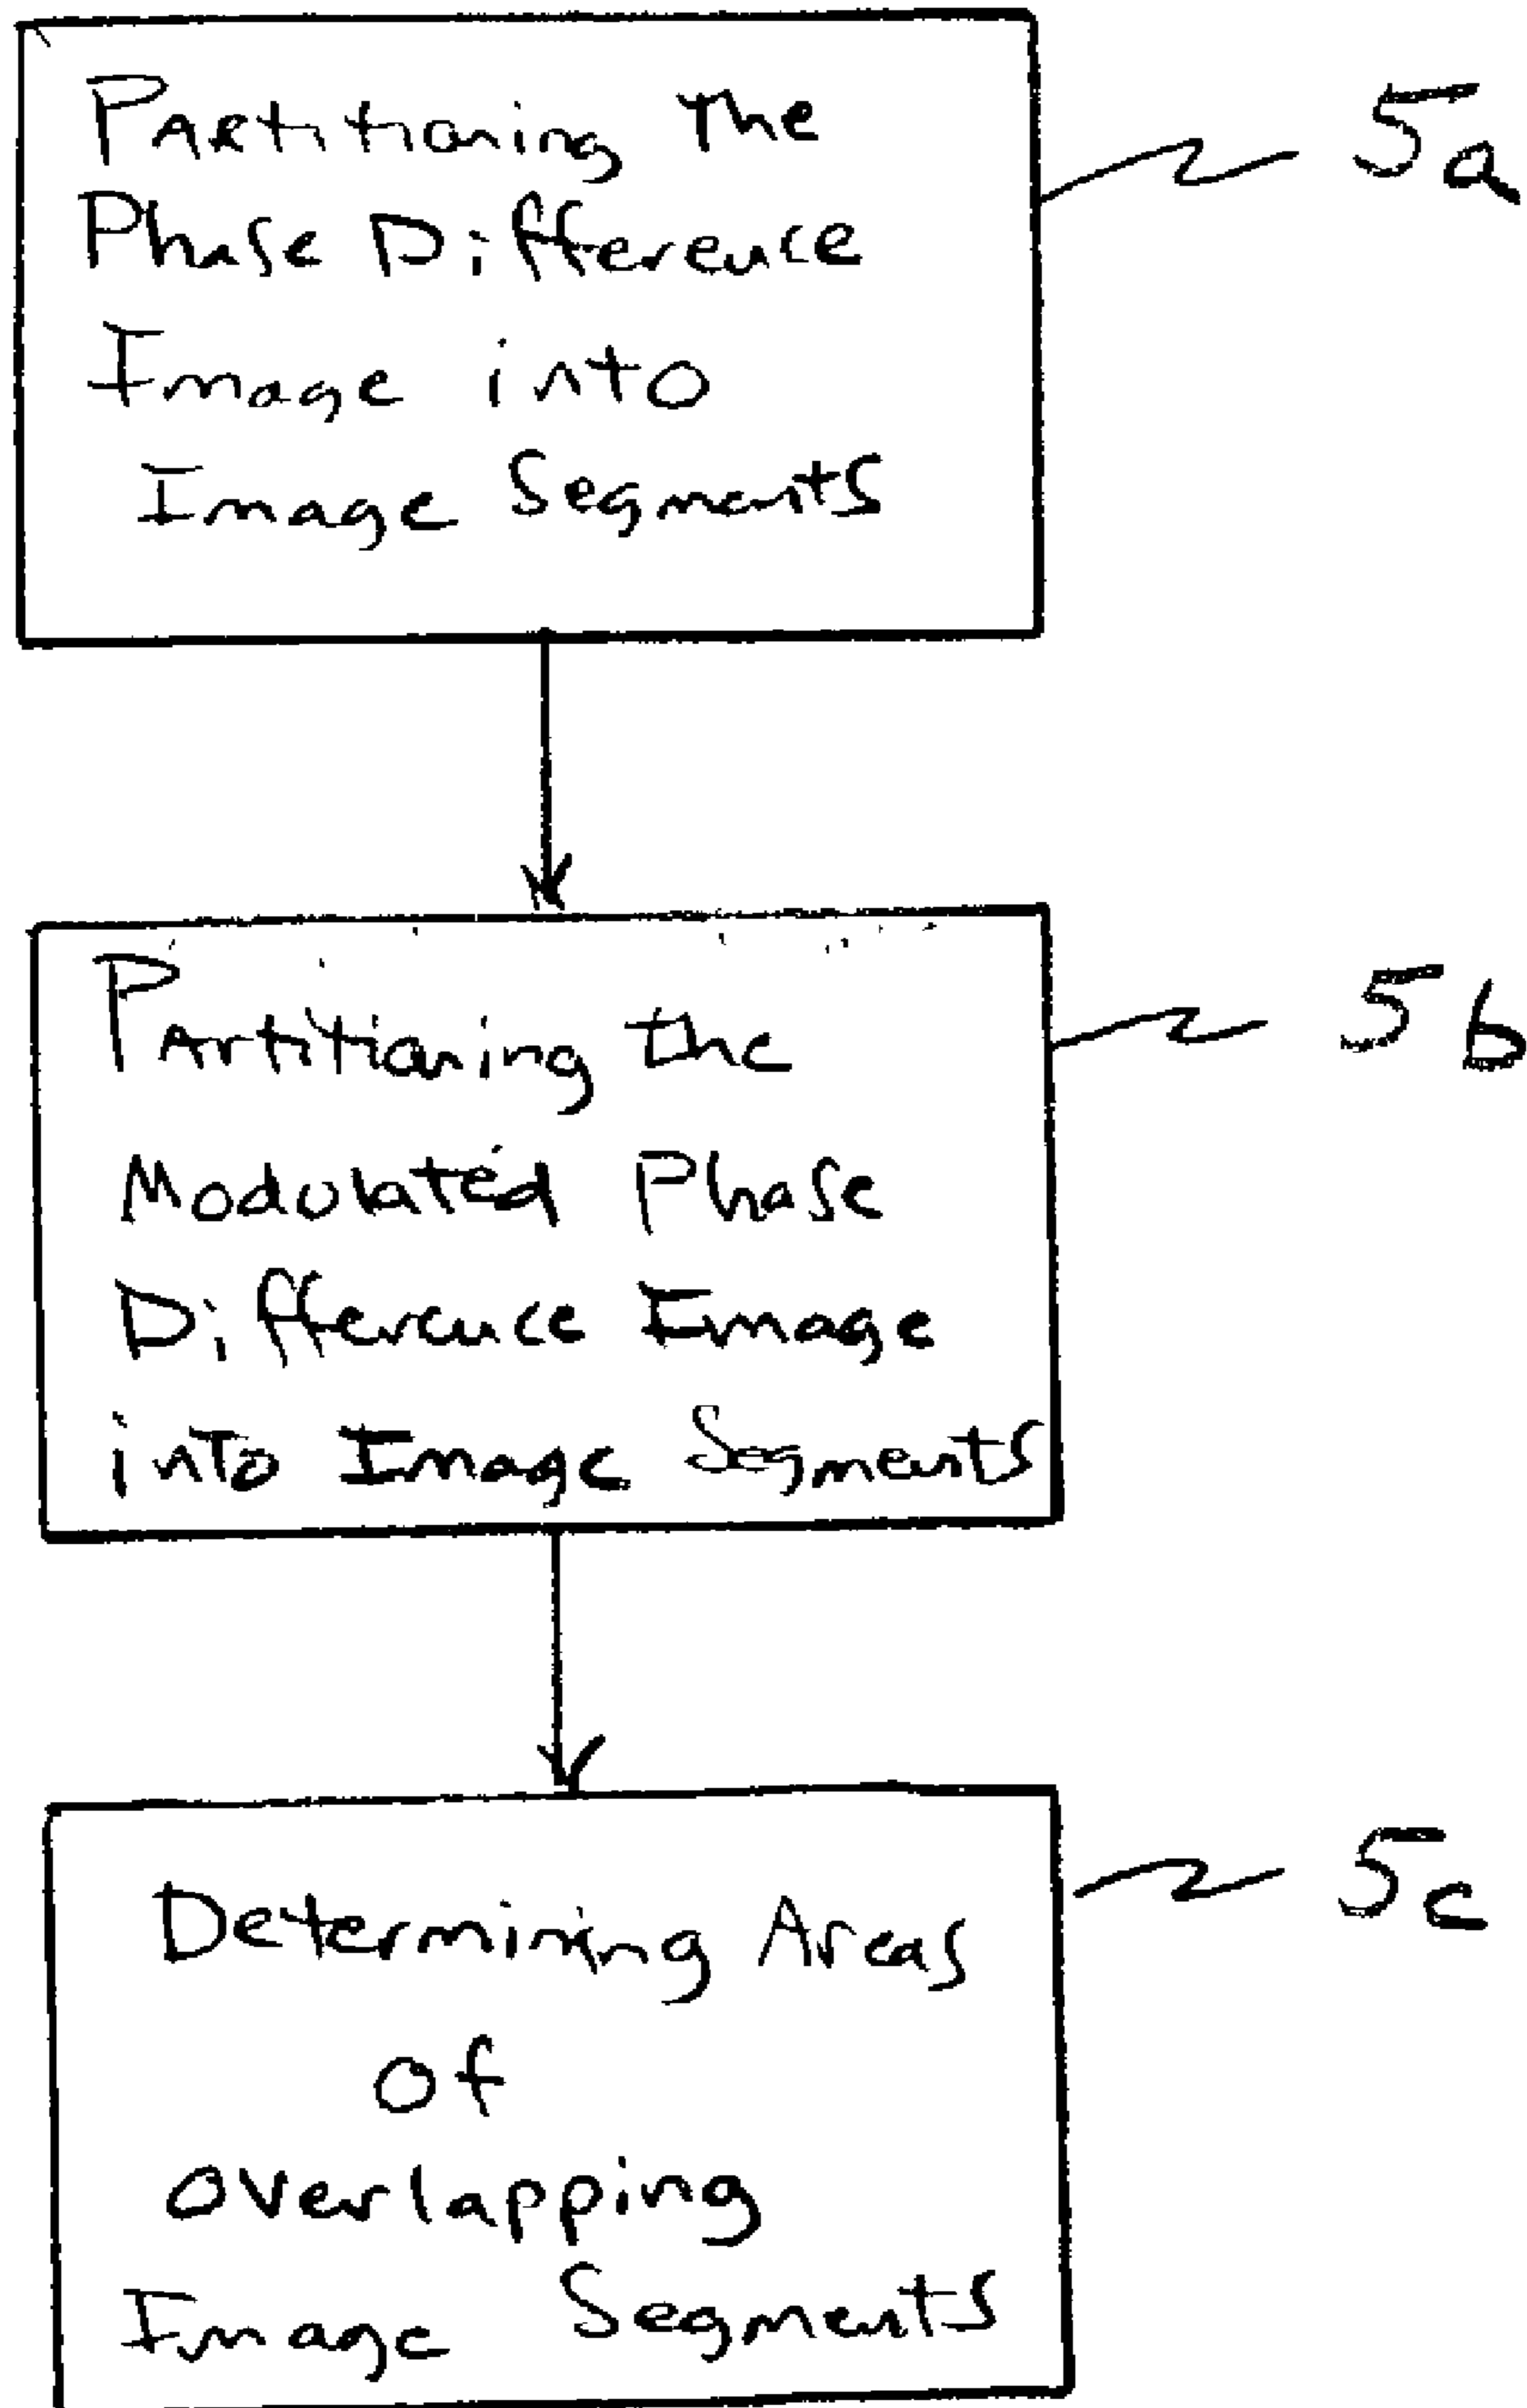 Partitioning the
Phase Difference
Image into
Image Segments
5a
Partitioning the
Modulated Phase
Difference Image
into Image Segments
5b
Determining Areas
Of
Overlapping
Image Segments
5c